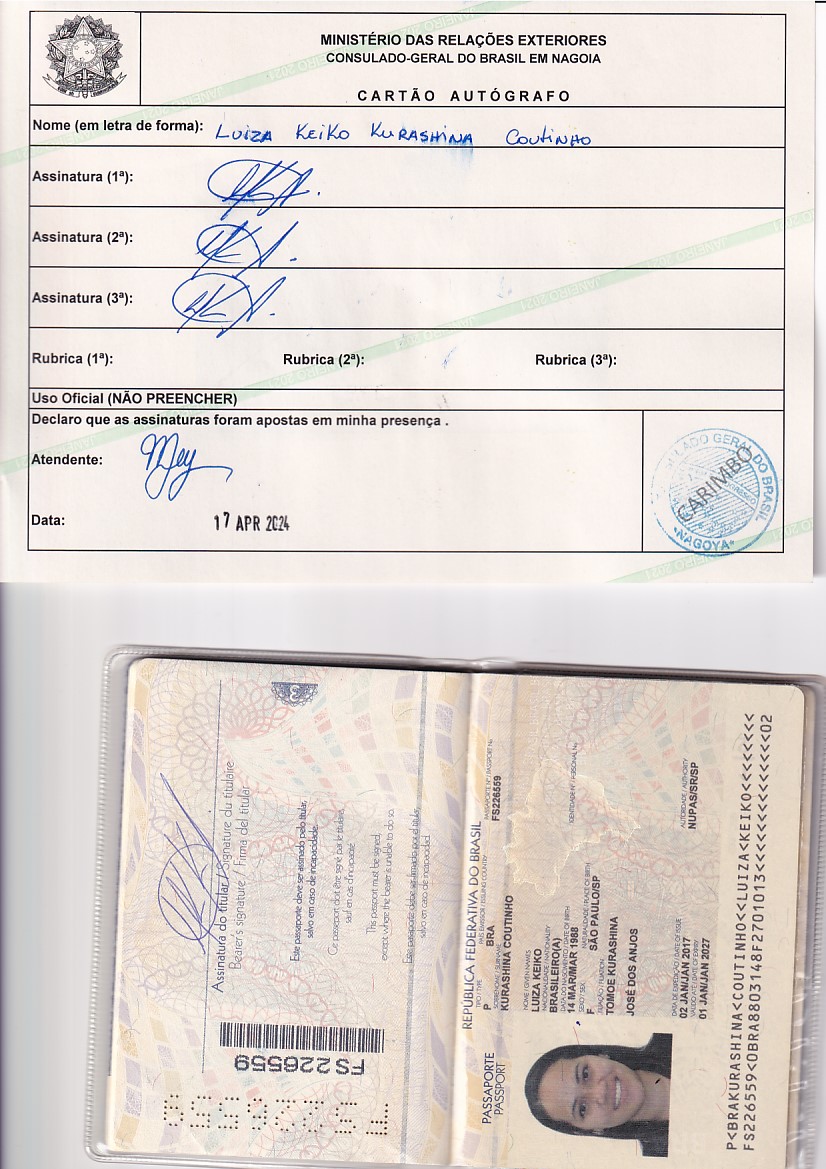 MINISTÉRIO DAS RELAÇÕES EXTERIORES
CONSULADO-GERAL DO BRASIL EM NAGOIA
CARTÃO AUTÓGRAFO
Nome (em letra de forma): LUIZA KEIKO KURASHINA COUTINHO
Assinatura (1ª):
Assinatura (2ª):
Assinatura (3ª):
Rubrica (1ª): Rubrica (2ª): Rubrica (3ª):
Uso Oficial (NÃO PREENCHER)
Declaro que as assinaturas foram apostas em minha presença .
Atendente:
Data: 17 APR 2024
CARIMBO
GERAL DO BRASIL
NAGOYA
JANEIRO 2021
Assinatura do titular / Signature du titulaire
Bearer's signature / Firma del titular
Este passaporte deve ser assinado pelo titular,
salvo em caso de incapacidade.
Ce passeport doit être signé par le titulaire,
sauf en cas d'incapacité.
This passport must be signed,
except where the bearer is unable to do so.
Este pasaporte debe ser firmado por el titular,
salvo en caso de incapacidad.
FS226559
FS226559
REPÚBLICA FEDERATIVA DO BRASIL
PASSAPORTE
PASSPORT
TIPO / TYPE PAÍS EMISSOR / ISSUING COUNTRY PASSAPORTE Nº / PASSPORT No
P BRA FS226559
SOBRENOME / SURNAME
KURASHINA COUTINHO
NOME / GIVEN NAMES
LUIZA KEIKO
NACIONALIDADE / NATIONALITY
BRASILEIRO(A)
DATA DE NASCIMENTO / DATE OF BIRTH IDENTIDADE Nº / PERSONAL No
14 MAR/MAR 1988
SEXO / SEX NATURALIDADE / PLACE OF BIRTH
F SÃO PAULO/SP
FILIAÇÃO / FILIATION
TOMOE KURASHINA
JOSÉ DOS ANJOS
DATA DE EXPEDIÇÃO / DATE OF ISSUE AUTORIDADE / AUTHORITY
02 JAN/JAN 2017 NUPAS/SR/SP
VÁLIDO ATÉ / DATE OF EXPIRY
01 JAN/JAN 2027
P<BRAKURASHINA<COUTINHO<<LUIZA<KEIKO<<<<<<<<
FS226559<0BRA8803148F2701013<<<<<<<<<<<<<<02